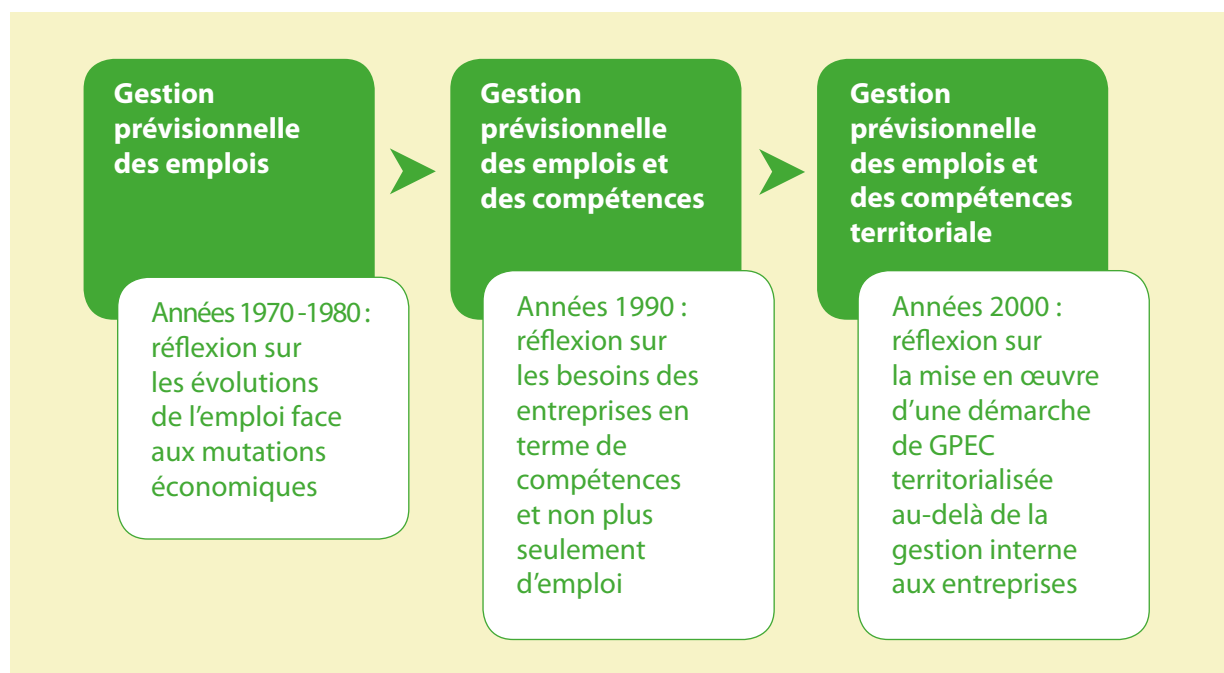 Gestion
prévisionnelle
des emplois
Années 1970 -1980 :
réflexion sur
les évolutions
de l’emploi face
aux mutations
économiques
Gestion
prévisionnelle
des emplois et
des compétences
Années 1990 :
réflexion sur
les besoins des
entreprises en
terme de
compétences
et non plus
seulement
d’emploi
Gestion
prévisionnelle
des emplois et
des compétences
territoriale
Années 2000 :
réflexion sur
la mise en œuvre
d’une démarche
de GPEC
territorialisée
au-delà de la
gestion interne
aux entreprises